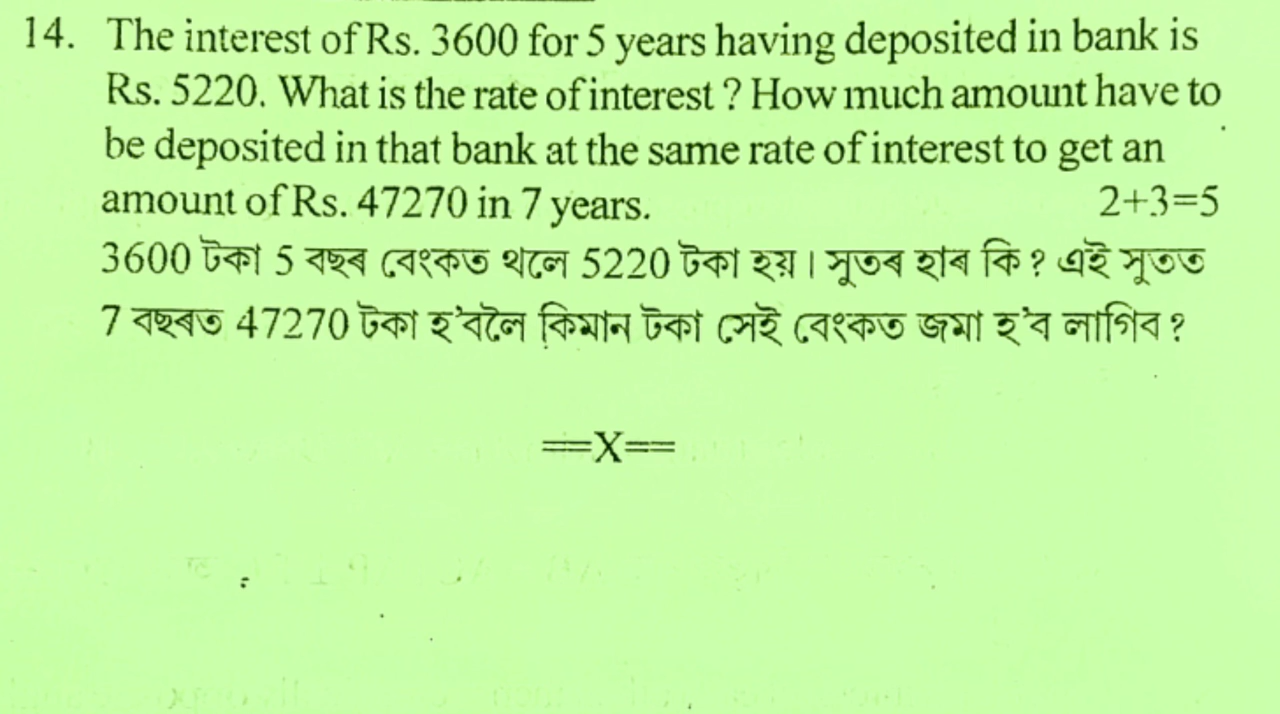 14. The interest of Rs. 3600 for 5 years having deposited in bank is
Rs. 5220. What is the rate of interest ? How much amount have to
be deposited in that bank at the same rate of interest to get an
amount of Rs. 47270 in 7 years. 2+3=5
3600 টকা 5 বছৰ বেংকত থলে 5220 টকা হয়। সুতৰ হাৰ কি ? এই সুতত
7 বছৰত 47270 টকা হ'বলৈ কিমান টকা সেই বেংকত জমা হ'ব লাগিব ?
==X==